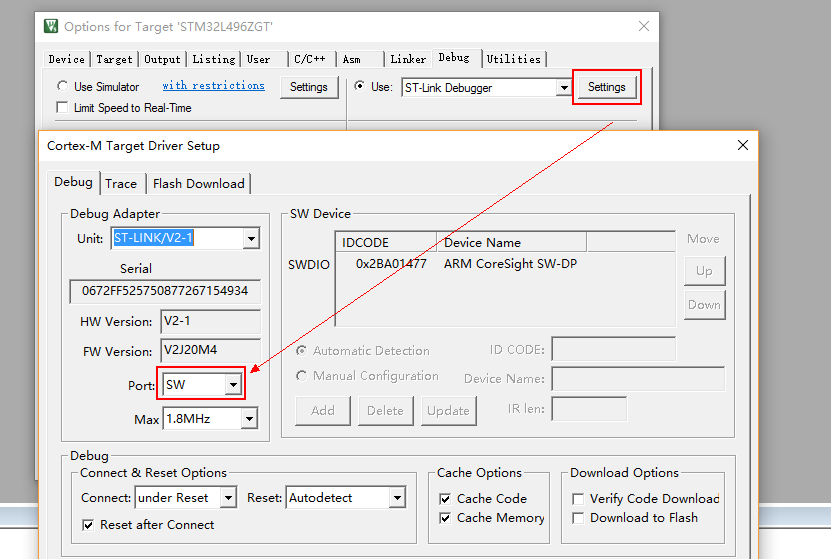 Options for Target 'STM32L496ZGT'
Device Target Output Listing User C/C++ Asm Linker Debug Utilities
Use Simulator with restrictions Settings Use: ST-Link Debugger Settings
Limit Speed to Real-Time
Cortex-M Target Driver Setup
Debug Trace Flash Download
Debug Adapter
Unit: ST-LINK/V2-1
Serial
0672FF525750877267154934
HW Version: V2-1
FW Version: V2J20M4
Port: SW
Max 1.8MHz
SW Device
IDCODE Device Name
SWDIO 0x2BA01477 ARM CoreSight SW-DP
Move
Up
Down
Automatic Detection ID CODE:
Manual Configuration Device Name:
Add Delete Update IR len:
Debug
Connect & Reset Options
Connect: under Reset Reset: Autodetect
Reset after Connect
Cache Options
Cache Code
Cache Memory
Download Options
Verify Code Download
Download to Flash